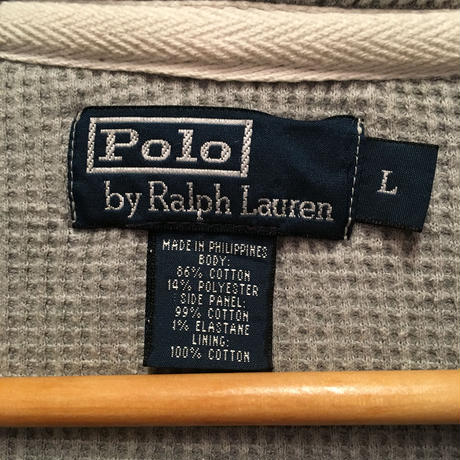 Polo
by Ralph Lauren
L
MADE IN PHILIPPINES
BODY:
86% COTTON
14% POLYESTER
SIDE PANEL:
99% COTTON
1% ELASTANE
LINING:
100% COTTON